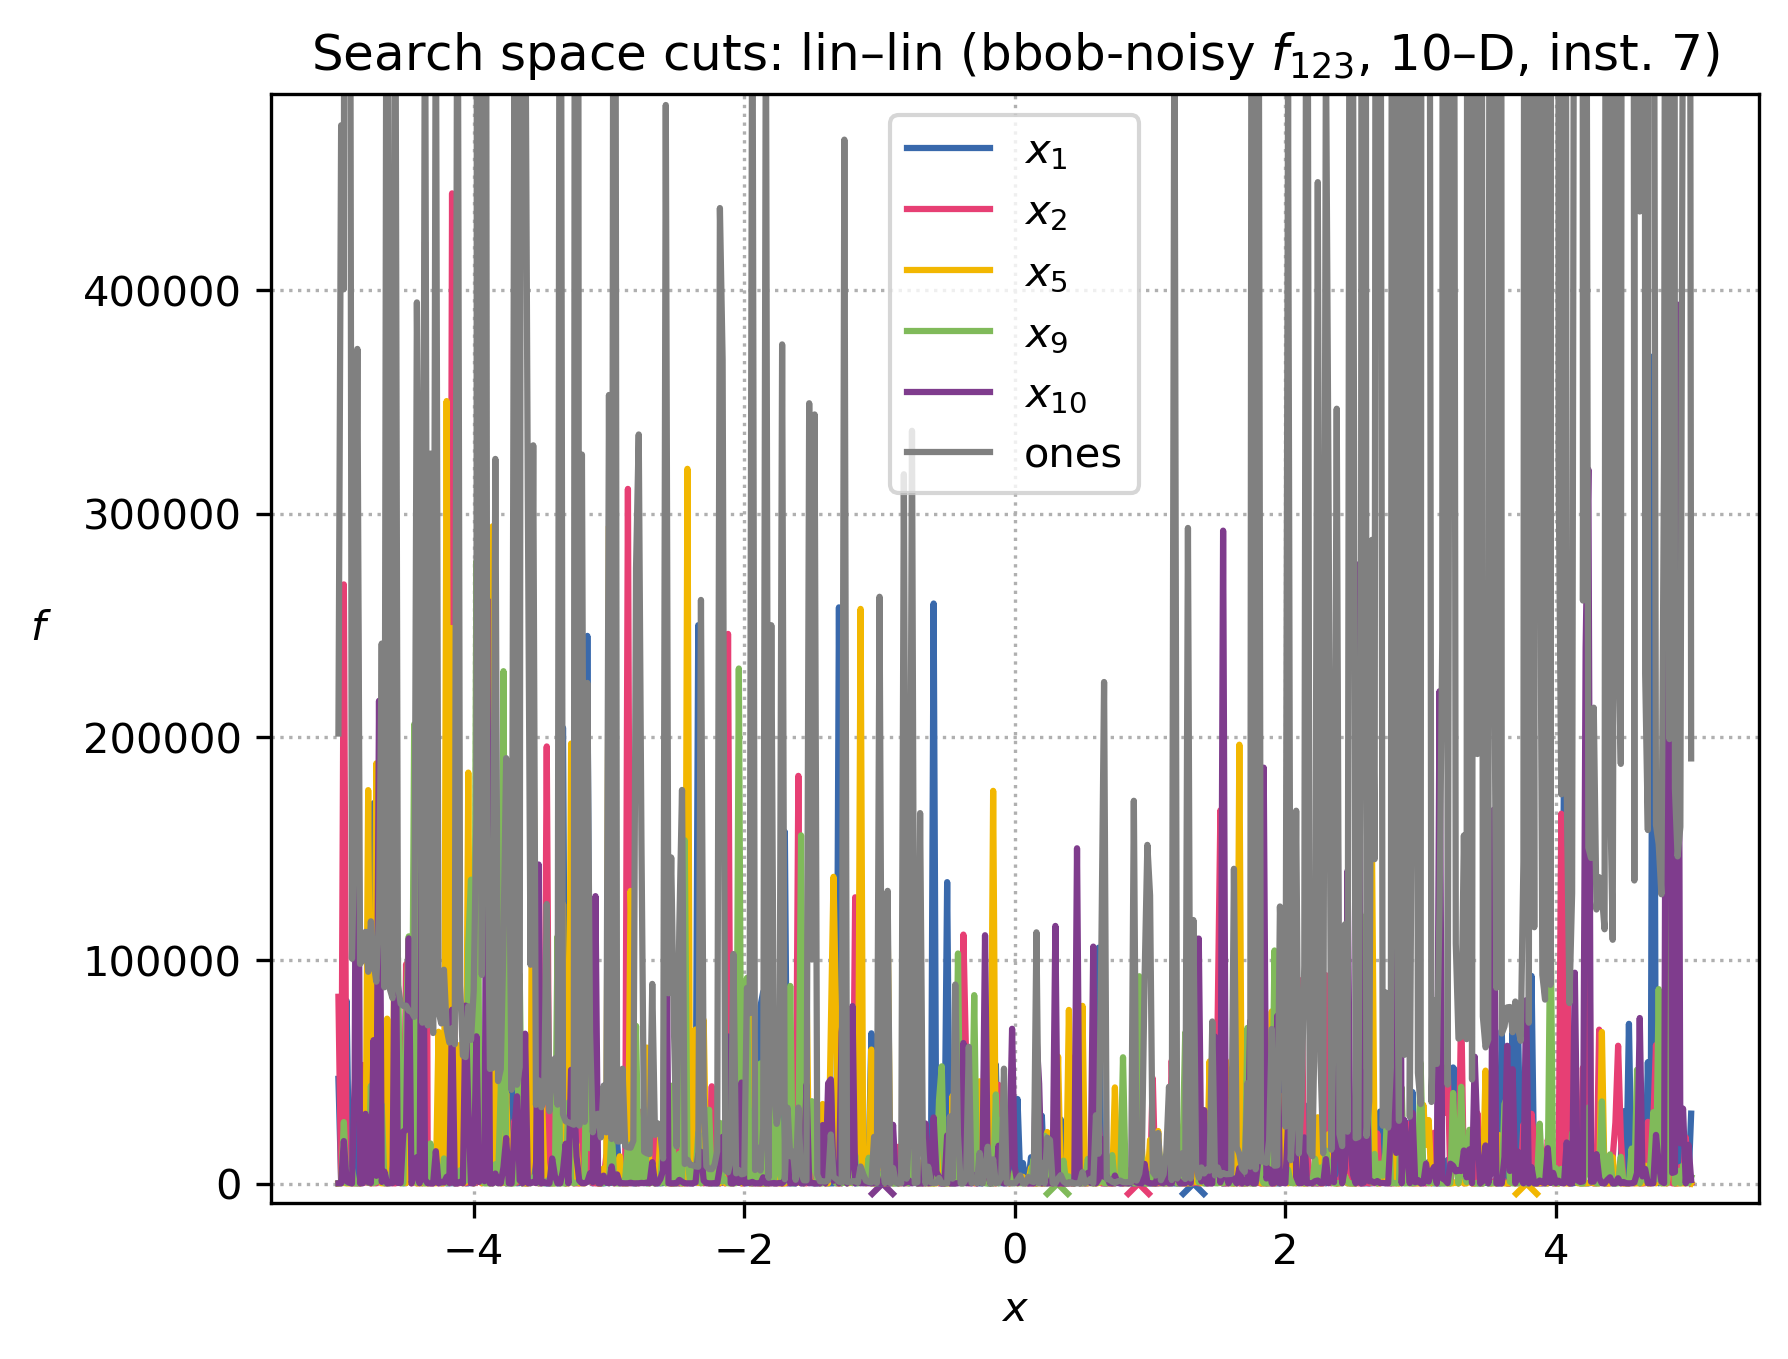 Search space cuts: lin–lin (bbob-noisy f₁₂₃, 10–D, inst. 7)
x₁
x₂
x₅
x₉
x₁₀
ones
400000
300000
200000
100000
0
f
−4
−2
0
2
4
x